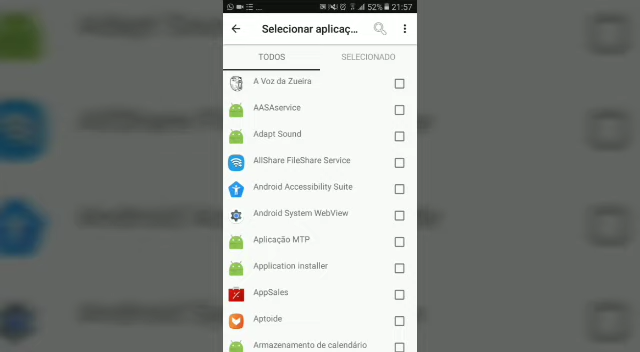 52% 21:57
Selecionar aplicaç...
TODOS
SELECIONADO
A Voz da Zueira
AASAservice
Adapt Sound
AllShare FileShare Service
Android Accessibility Suite
Android System WebView
Aplicação MTP
Application installer
AppSales
Aptoide
Armazenamento de calendário